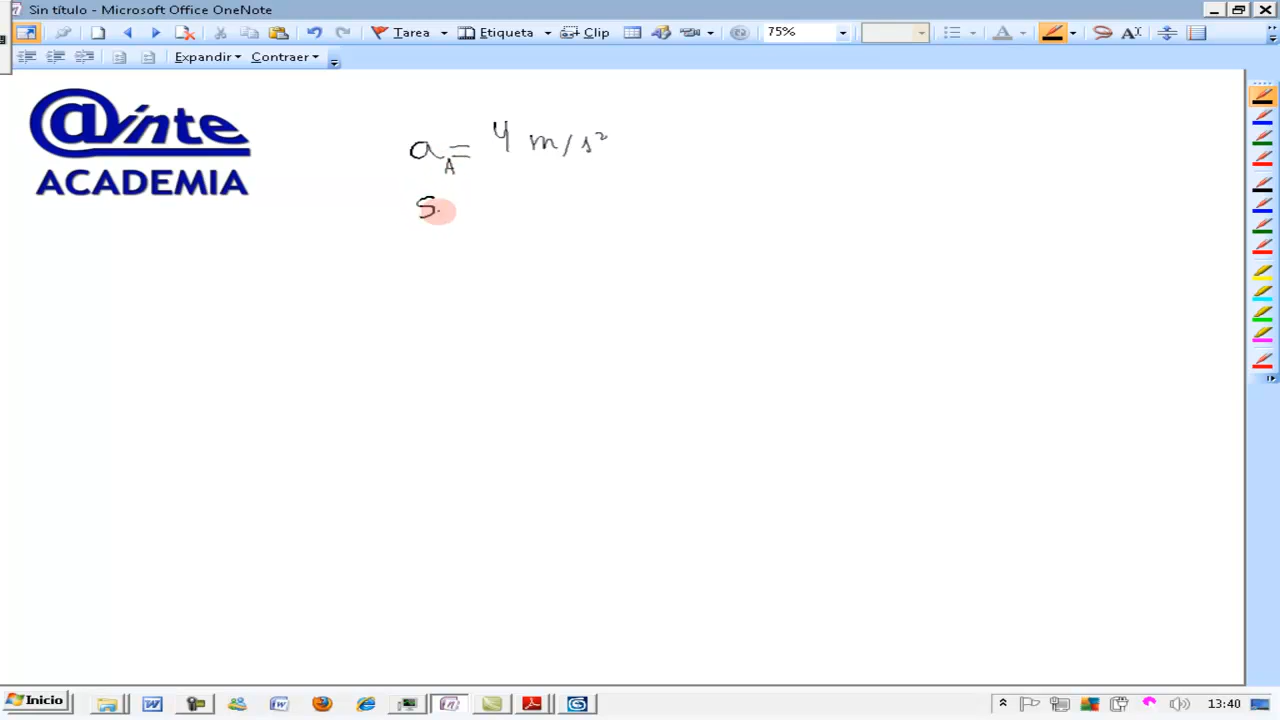 Sin título - Microsoft Office OneNote
Tarea Etiqueta Clip 75%
Expandir Contraer
@inte
ACADEMIA
a_A = 4 m/s²
S
Inicio 13:40